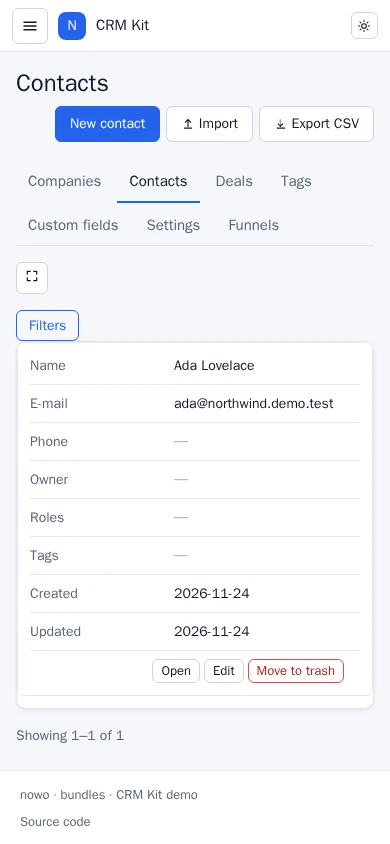 N CRM Kit
Contacts
New contact Import Export CSV
Companies Contacts Deals Tags
Custom fields Settings Funnels
Filters
Name Ada Lovelace
E-mail ada@northwind.demo.test
Phone —
Owner —
Roles —
Tags —
Created 2026-11-24
Updated 2026-11-24
Open Edit Move to trash
Showing 1–1 of 1
nowo · bundles · CRM Kit demo
Source code